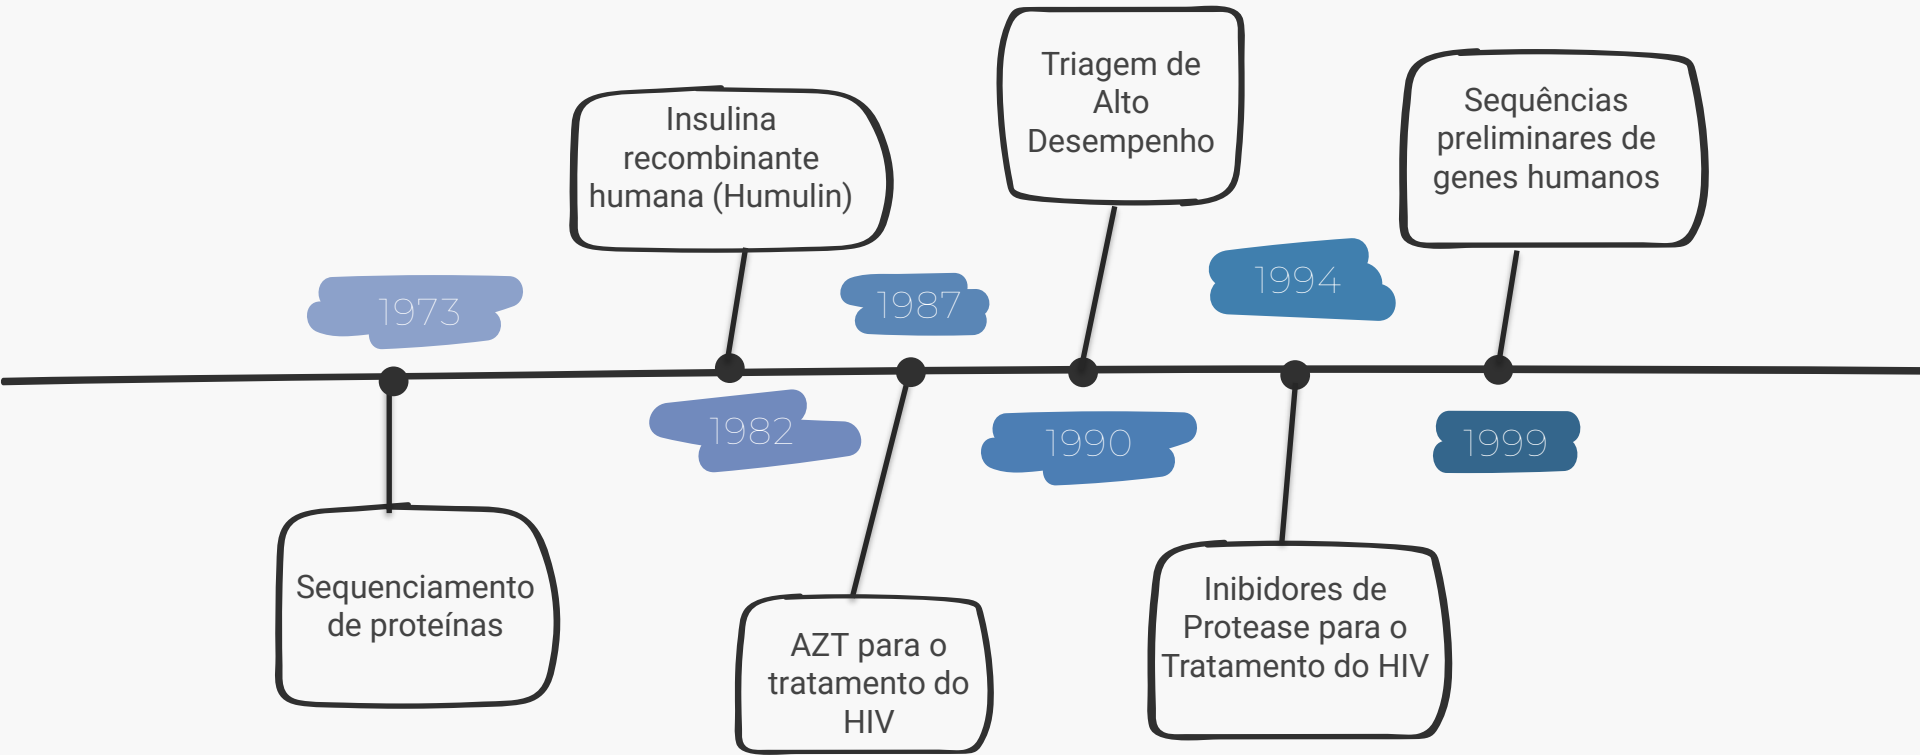 Triagem de
Alto
Desempenho
Insulina
recombinante
humana (Humulin)
Sequências
preliminares de
genes humanos
1973
1987
1994
1982
1990
1999
Sequenciamento
de proteínas
AZT para o
tratamento do
HIV
Inibidores de
Protease para o
Tratamento do HIV